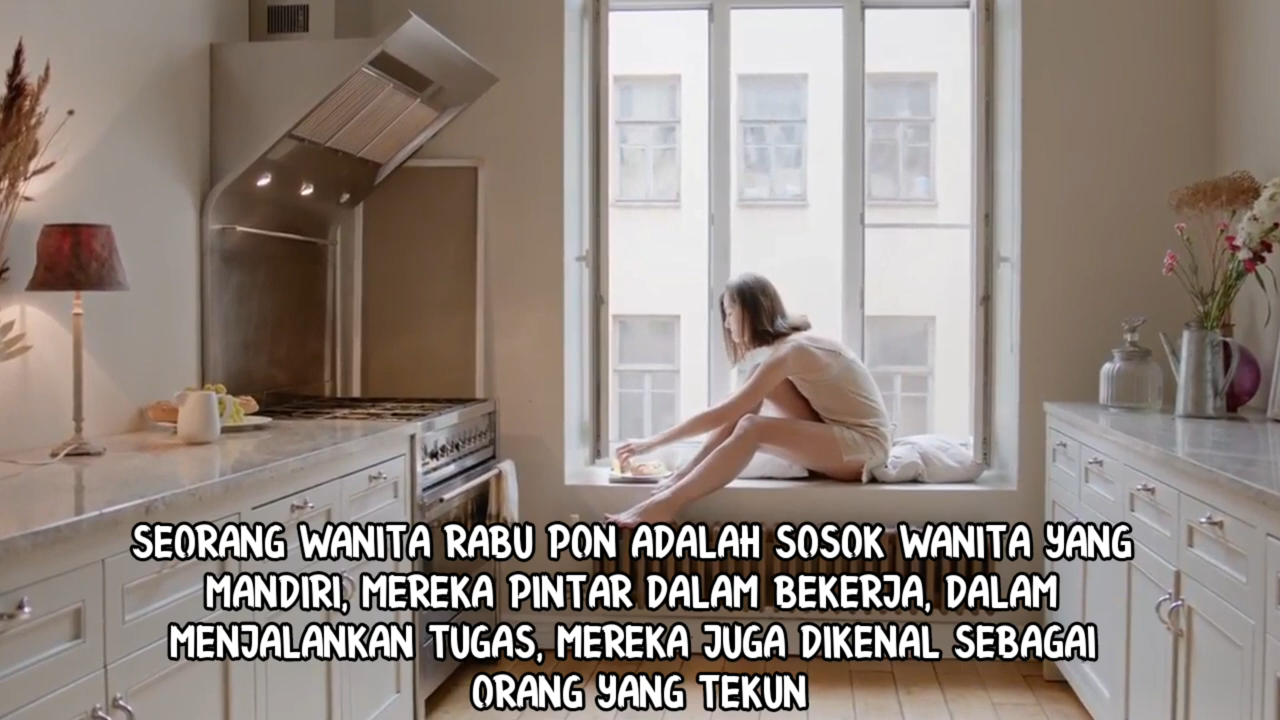 SEORANG WANITA RABU PON ADALAH SOSOK WANITA YANG
MANDIRI, MEREKA PINTAR DALAM BEKERJA, DALAM
MENJALANKAN TUGAS, MEREKA JUGA DIKENAL SEBAGAI
ORANG YANG TEKUN